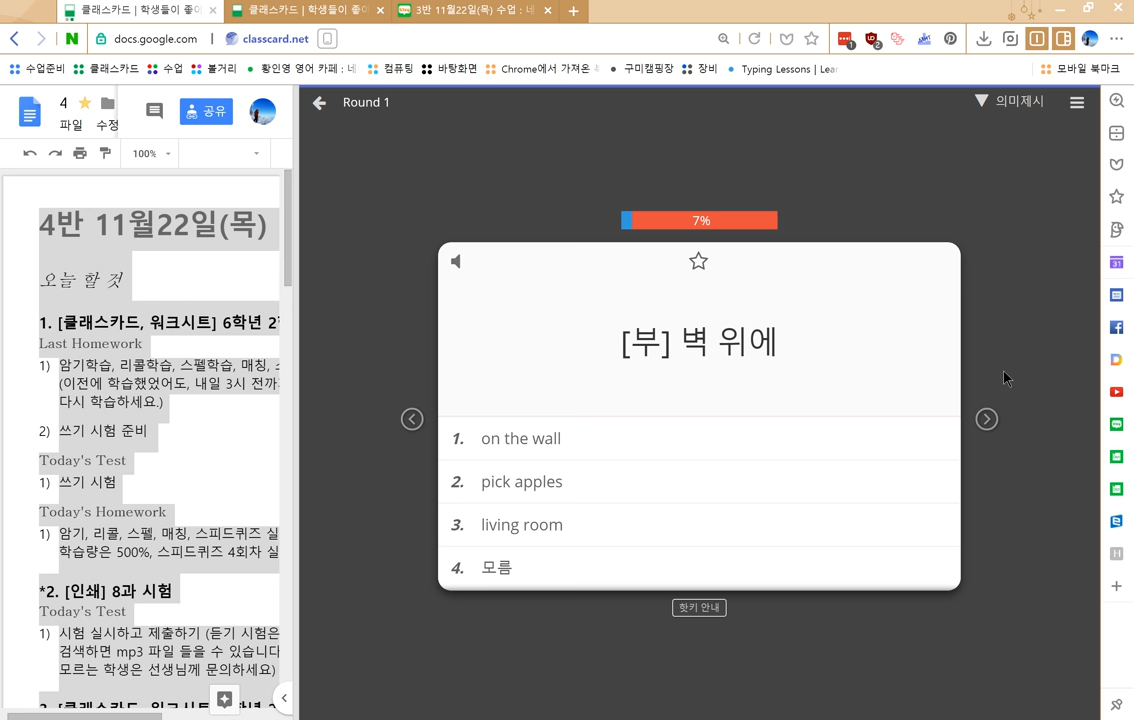 클래스카드 | 학생들이 좋아
클래스카드 | 학생들이 좋아
3반 11월22일(목) 수업 : 네
docs.google.com
classcard.net
수업준비
클래스카드
수업
볼거리
황인영 영어 카페 : 네
컴퓨팅
바탕화면
Chrome에서 가져온
구미캠핑장
장비
Typing Lessons | Lear
모바일 북마크
4
파일 수정
공유
100%
4반 11월22일(목)
오늘 할 것
1. [클래스카드, 워크시트] 6학년 2
Last Homework
1) 암기학습, 리콜학습, 스펠학습, 매칭,
(이전에 학습했었어도, 내일 3시 전까
다시 학습하세요.)
2) 쓰기 시험 준비
Today's Test
1) 쓰기 시험
Today's Homework
1) 암기, 리콜, 스펠, 매칭, 스피드퀴즈 실
학습량은 500%, 스피드퀴즈 4회차 실
*2. [인쇄] 8과 시험
Today's Test
1) 시험 실시하고 제출하기 (듣기 시험은
검색하면 mp3 파일 들을 수 있습니다
모르는 학생은 선생님께 문의하세요)
Round 1
의미제시
7%
[부] 벽 위에
1. on the wall
2. pick apples
3. living room
4. 모름
핫키 안내